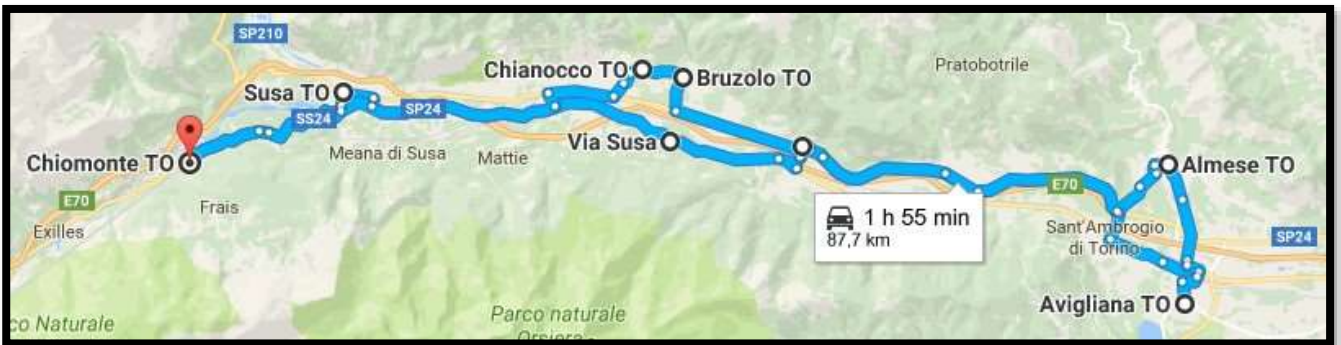 SP210
Chianocco TO
Bruzolo TO
Pratobotrile
Susa TO
SP24
SS24
Via Susa
Chiomonte TO
Meana di Susa
Mattie
Almese TO
E70
E70
Frais
1 h 55 min
87,7 km
Exilles
Sant'Ambrogio
di Torino
SP24
Avigliana TO
Parco naturale
Orsiera
co Naturale